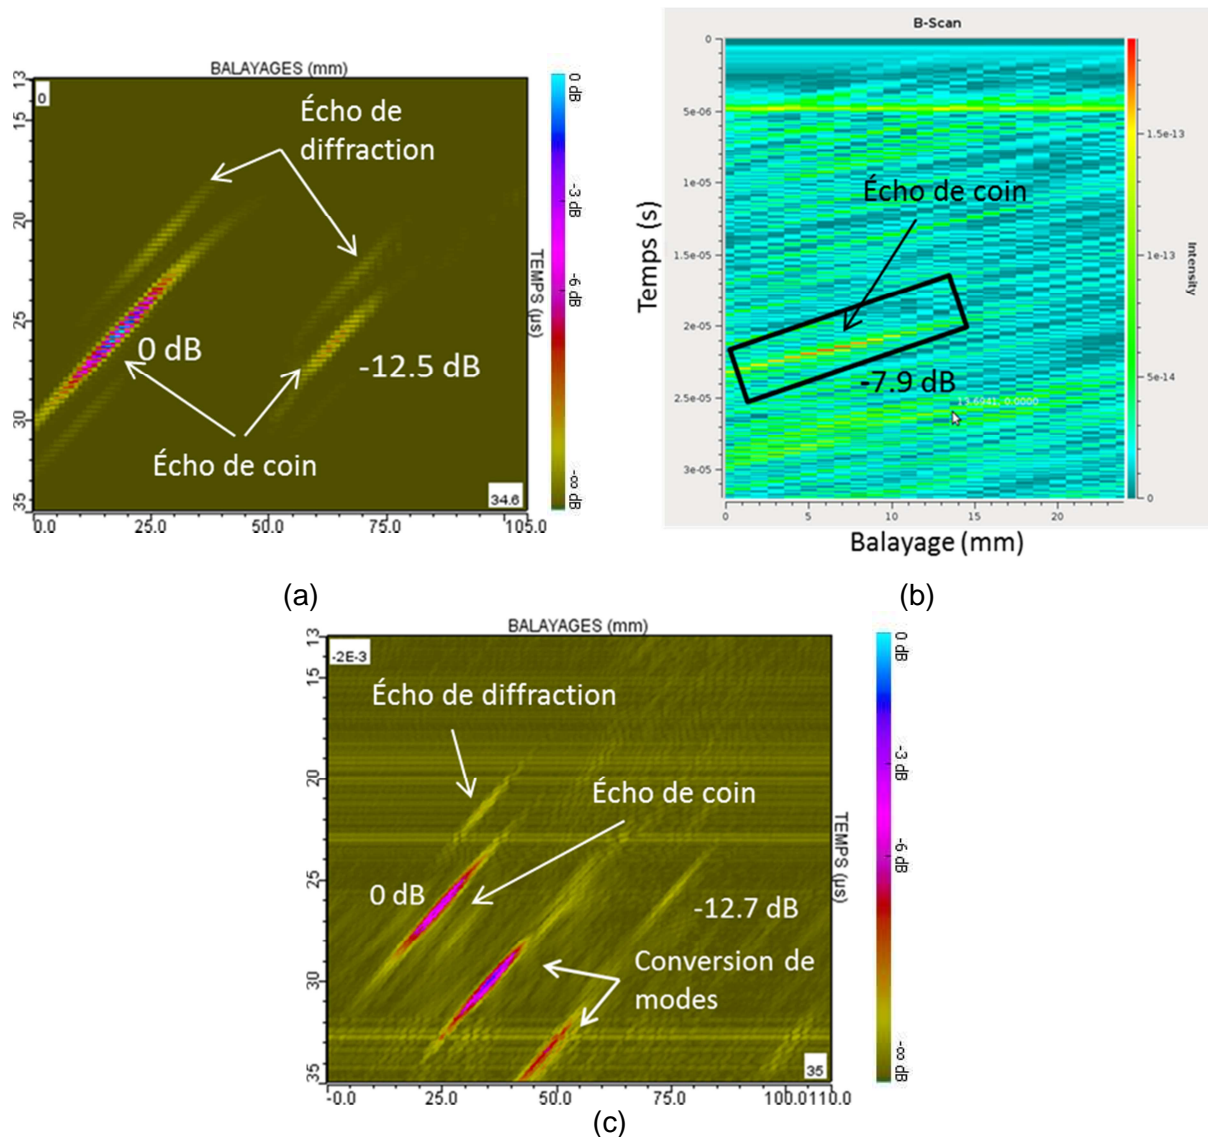 BALAYAGES (mm)
0
13
15
20
25
30
35
Écho de
diffraction
0 dB
-12.5 dB
Écho de coin
34.6
0.0
25.0
50.0
75.0
105.0
0 dB
-3 dB
-6 dB
-∞ dB
TEMPS (µs)
(a)
B-Scan
0
5e-06
1e-05
1.5e-05
2e-05
2.5e-05
3e-05
Temps (s)
Écho de coin
-7.9 dB
0
5
10
15
20
Balayage (mm)
1.5e-13
1e-13
5e-14
0
Intensity
(b)
BALAYAGES (mm)
-2E-3
13
15
20
25
30
35
Écho de diffraction
Écho de coin
0 dB
-12.7 dB
Conversion de
modes
35
-0.0
25.0
50.0
75.0
100.0110.0
0 dB
-3 dB
-6 dB
-∞ dB
TEMPS (µs)
(c)